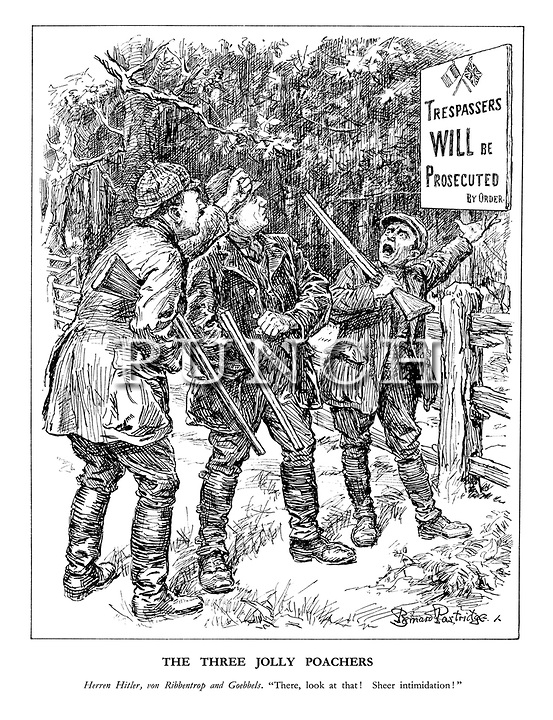 TRESPASSERS
WILL BE
PROSECUTED
BY ORDER.
PUNCH
Bernard Partridge.
THE THREE JOLLY POACHERS
Herren Hitler, von Ribbentrop and Goebbels. "There, look at that! Sheer intimidation!"